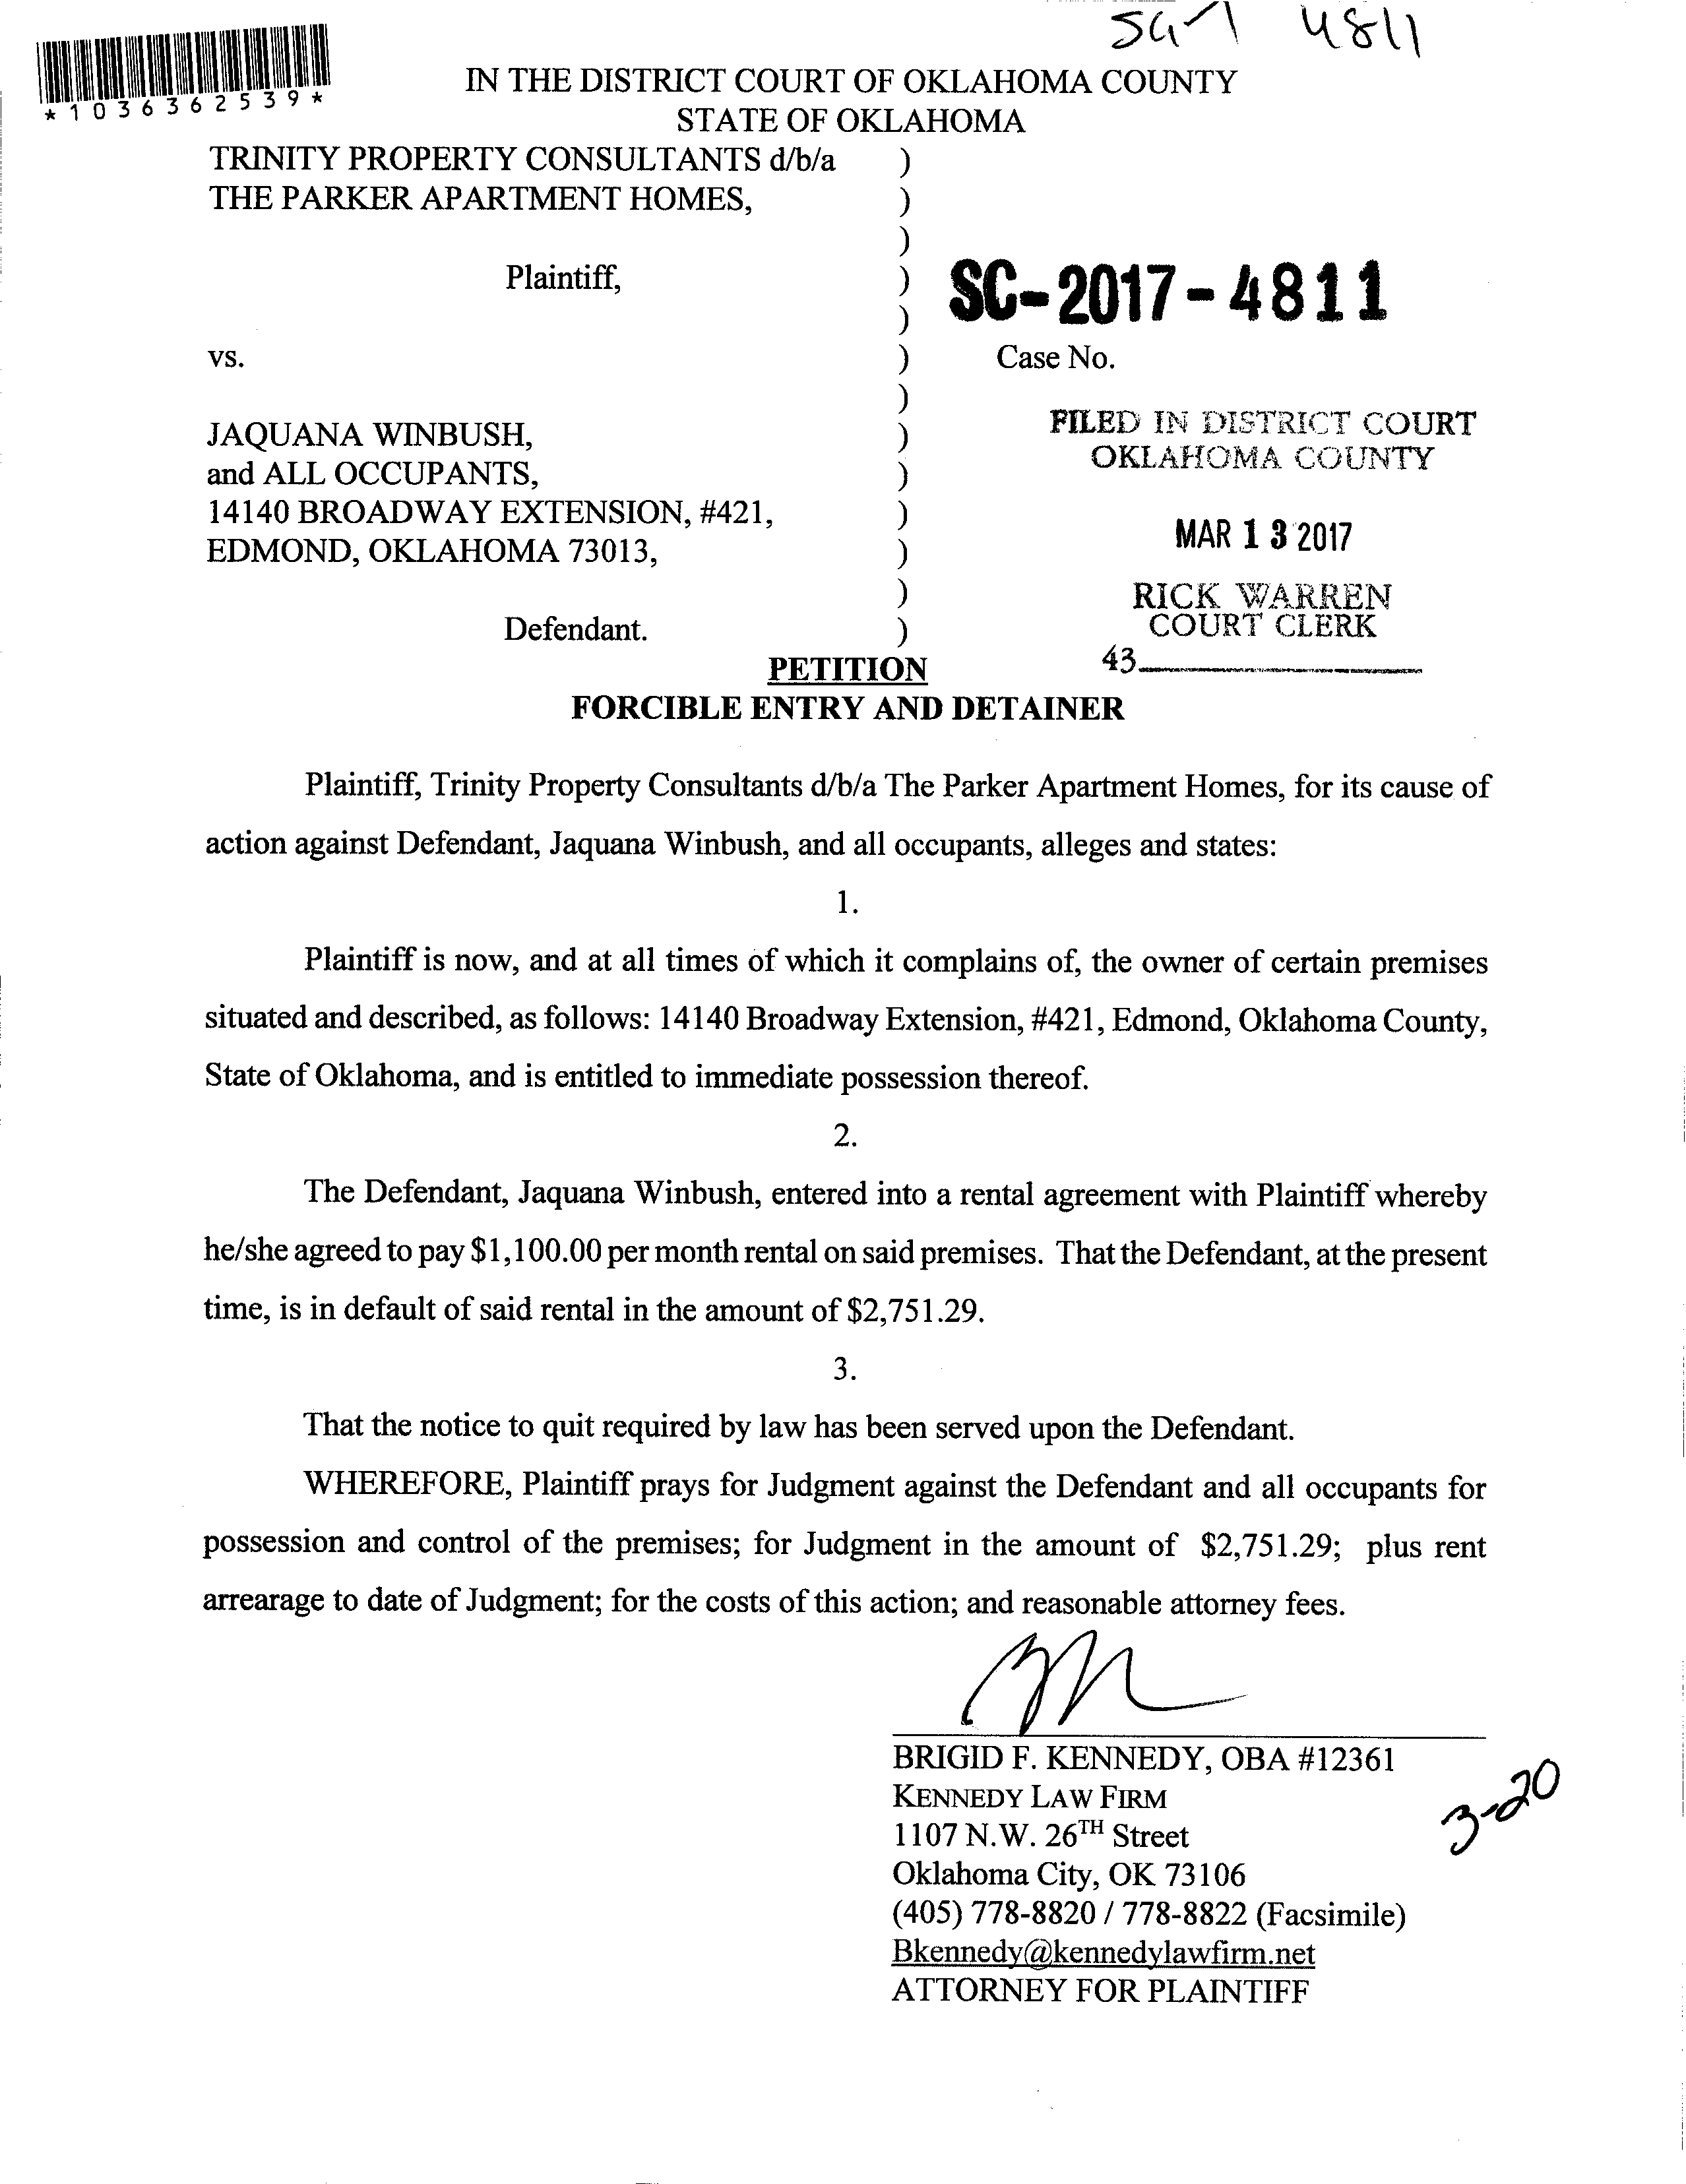 4811
*1036362539*
IN THE DISTRICT COURT OF OKLAHOMA COUNTY
STATE OF OKLAHOMA
TRINITY PROPERTY CONSULTANTS d/b/a )
THE PARKER APARTMENT HOMES, )
)
Plaintiff, )
SC-2017-4811
)
vs. ) Case No.
)
JAQUANA WINBUSH, )
and ALL OCCUPANTS, )
14140 BROADWAY EXTENSION, #421, )
EDMOND, OKLAHOMA 73013, )
)
Defendant. )
FILED IN DISTRICT COURT
OKLAHOMA COUNTY
MAR 13 2017
RICK WARREN
COURT CLERK
43
PETITION
FORCIBLE ENTRY AND DETAINER
Plaintiff, Trinity Property Consultants d/b/a The Parker Apartment Homes, for its cause of
action against Defendant, Jaquana Winbush, and all occupants, alleges and states:
1.
Plaintiff is now, and at all times of which it complains of, the owner of certain premises
situated and described, as follows: 14140 Broadway Extension, #421, Edmond, Oklahoma County,
State of Oklahoma, and is entitled to immediate possession thereof.
2.
The Defendant, Jaquana Winbush, entered into a rental agreement with Plaintiff whereby
he/she agreed to pay $1,100.00 per month rental on said premises. That the Defendant, at the present
time, is in default of said rental in the amount of $2,751.29.
3.
That the notice to quit required by law has been served upon the Defendant.
WHEREFORE, Plaintiff prays for Judgment against the Defendant and all occupants for
possession and control of the premises; for Judgment in the amount of $2,751.29; plus rent
arrearage to date of Judgment; for the costs of this action; and reasonable attorney fees.
BRIGID F. KENNEDY, OBA #12361
KENNEDY LAW FIRM
1107 N.W. 26TH Street
Oklahoma City, OK 73106
(405) 778-8820 / 778-8822 (Facsimile)
Bkennedy@kennedylawfirm.net
ATTORNEY FOR PLAINTIFF
3-20